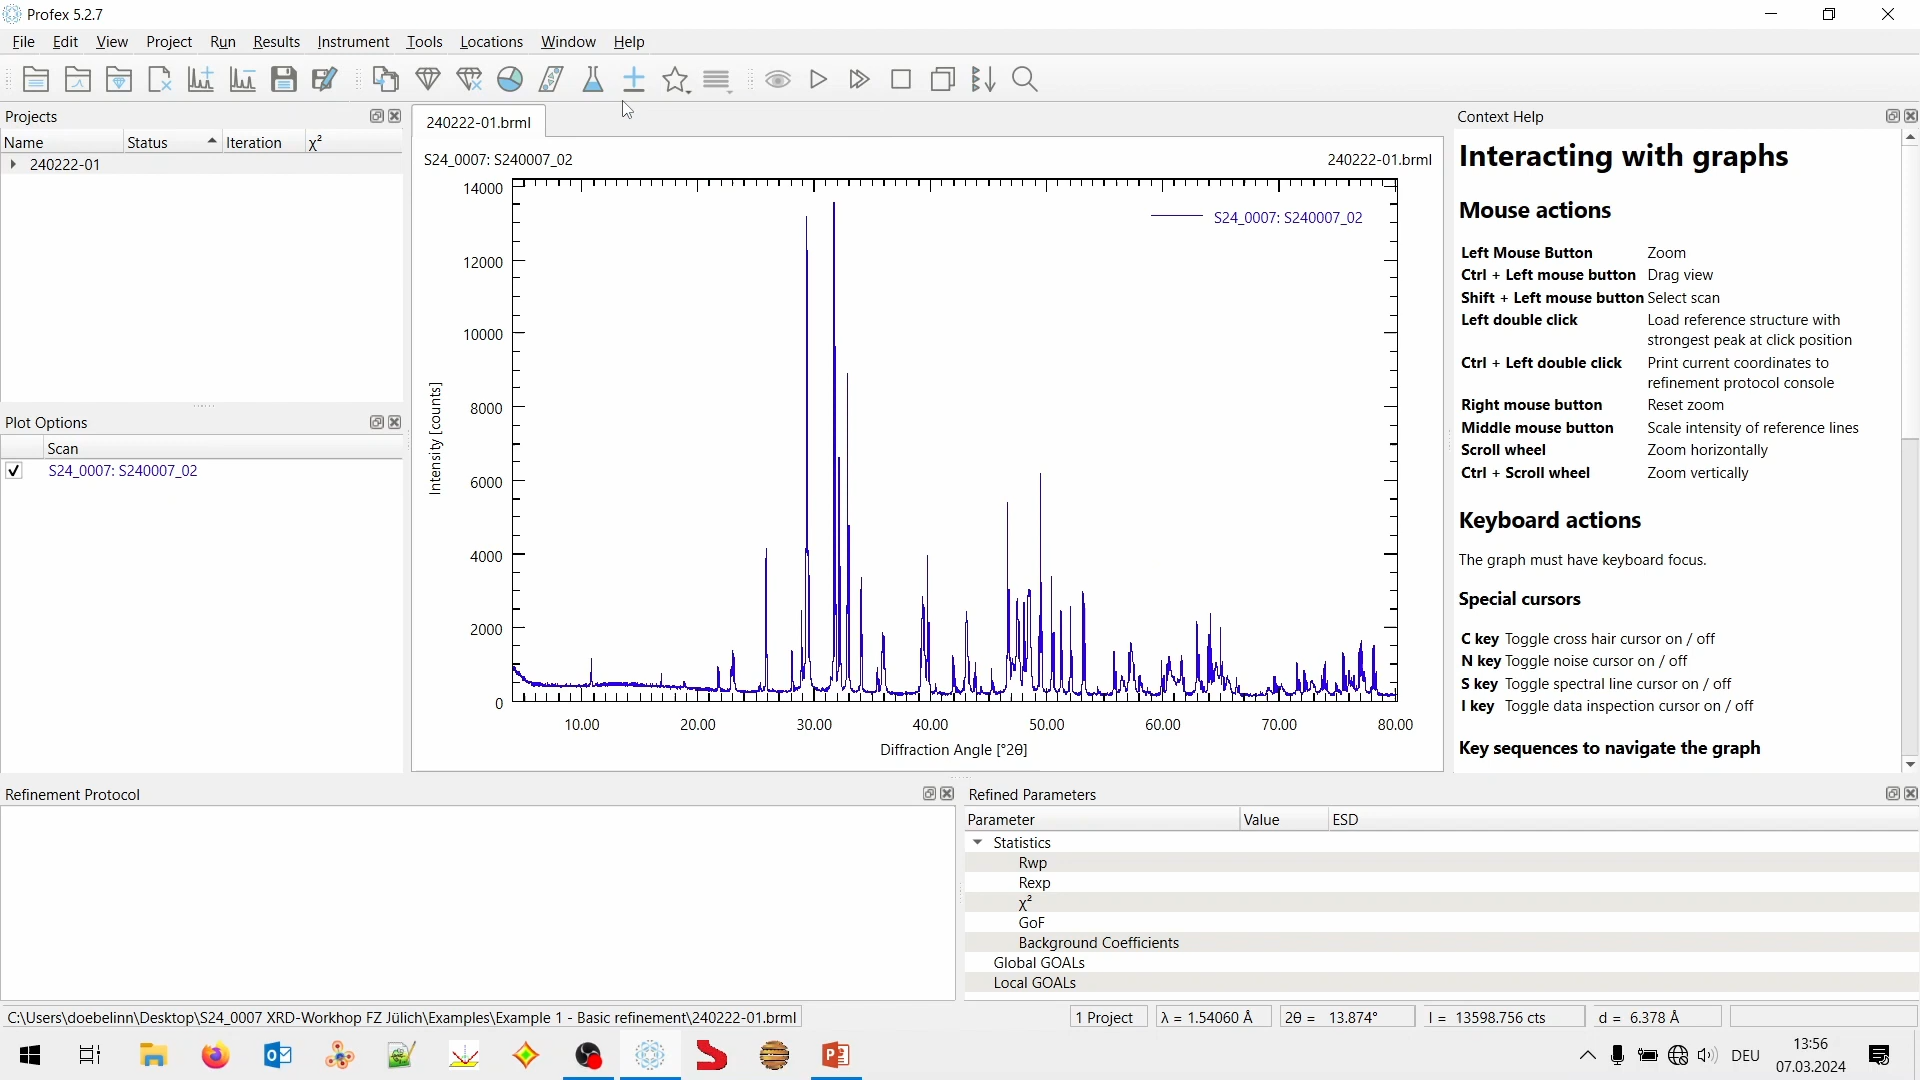 Profex 5.2.7
File Edit View Project Run Results Instrument Tools Locations Window Help
Projects
Name Status Iteration χ²
240222-01
Plot Options
Scan
S24_0007: S240007_02
240222-01.brml
S24_0007: S240007_02 240222-01.brml
S24_0007: S240007_02
14000
12000
10000
8000
6000
4000
2000
0
Intensity [counts]
10.00 20.00 30.00 40.00 50.00 60.00 70.00 80.00
Diffraction Angle [°2θ]
Context Help
Interacting with graphs
Mouse actions
Left Mouse Button Zoom
Ctrl + Left mouse button Drag view
Shift + Left mouse button Select scan
Left double click Load reference structure with
strongest peak at click position
Ctrl + Left double click Print current coordinates to
refinement protocol console
Right mouse button Reset zoom
Middle mouse button Scale intensity of reference lines
Scroll wheel Zoom horizontally
Ctrl + Scroll wheel Zoom vertically
Keyboard actions
The graph must have keyboard focus.
Special cursors
C key Toggle cross hair cursor on / off
N key Toggle noise cursor on / off
S key Toggle spectral line cursor on / off
I key Toggle data inspection cursor on / off
Key sequences to navigate the graph
Refinement Protocol
Refined Parameters
Parameter Value ESD
Statistics
Rwp
Rexp
χ²
GoF
Background Coefficients
Global GOALs
Local GOALs
C:\Users\doebelinn\Desktop\S24_0007 XRD-Workhop FZ Jülich\Examples\Example 1 - Basic refinement\240222-01.brml
1 Project λ = 1.54060 Å 2θ = 13.874° I = 13598.756 cts d = 6.378 Å
DEU
13:56
07.03.2024